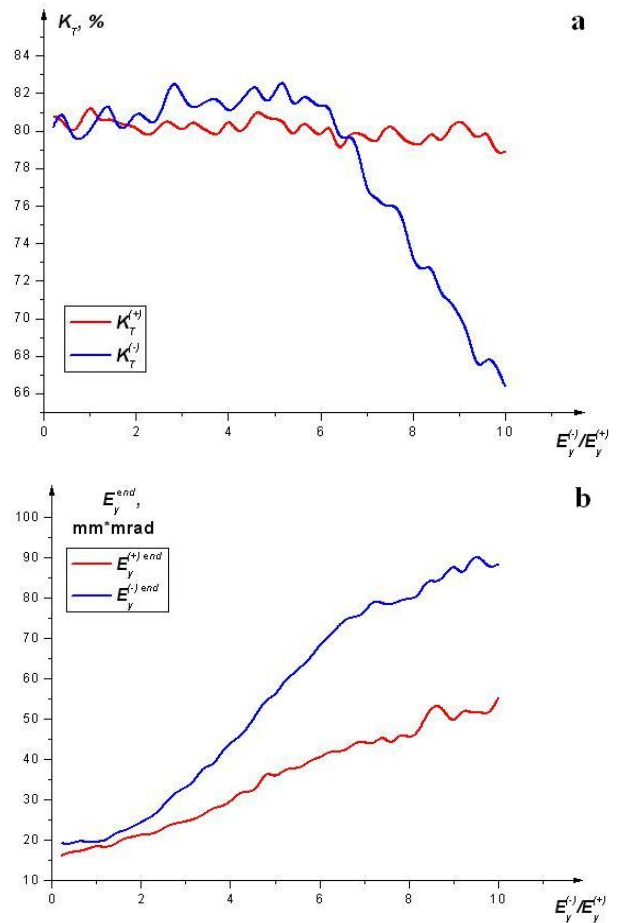 K_T, %
a
84
82
80
78
76
74
72
70
68
66
K_T^(+)
K_T^(-)
0 2 4 6 8 10
E_y^(-)/E_y^(+)
E_y^end,
mm*mrad
b
100
90
80
70
60
50
40
30
20
10
E_y^(+) end
E_y^(-) end
0 2 4 6 8 10
E_y^(-)/E_y^(+)